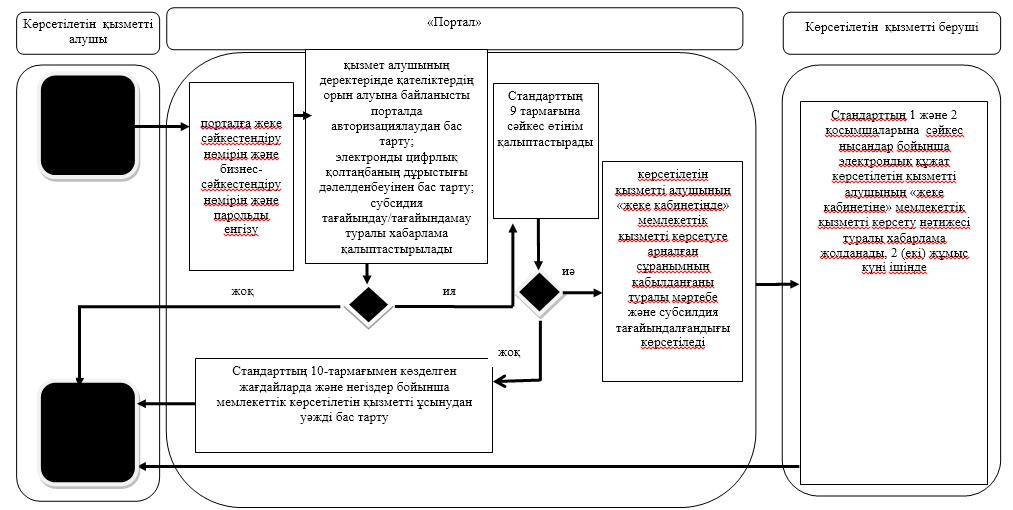 Көрсетілетін қызметті
алушы
«Портал»
Көрсетілетін қызметті беруші
порталға жеке
сәйкестендіру
нөмірін және
бизнес-
сәйкестендіру
нөмірін және
парольды
енгізу
қызмет алушының
деректерінде қателіктердің
орын алуына байланысты
порталда
авторизациялаудан бас
тарту;
электронды цифрлық
қолтаңбаның дұрыстығы
дәлелденбеуінен бас тарту;
субсидия
тағайындау/тағайындамау
туралы хабарлама
қалыптастырылады
Стандарттың
9 тармағына
сәйкес өтінім
қалыптастырады
көрсетілетін
қызметті алушының
«жеке кабинетінде»
мемлекеттік
қызметті көрсетуге
арналған
сұранымның
қабылданғаны
туралы мәртебе
және субсилдия
тағайындалғандығы
көрсетіледі
Стандарттың 1 және 2
қосымшаларына сәйкес
нысандар бойынша
электрондық құжат
көрсетілетін қызметті
алушының «жеке
кабинетіне» мемлекеттік
қызметті көрсету нәтижесі
туралы хабарлама
жолданады, 2 (екі) жұмыс
күні ішінде
жоқ
ия
иә
жоқ
Стандарттың 10-тармағымен көзделген
жағдайларда және негіздер бойынша
мемлекеттік көрсетілетін қызметті ұсынудан
уәжді бас тарту